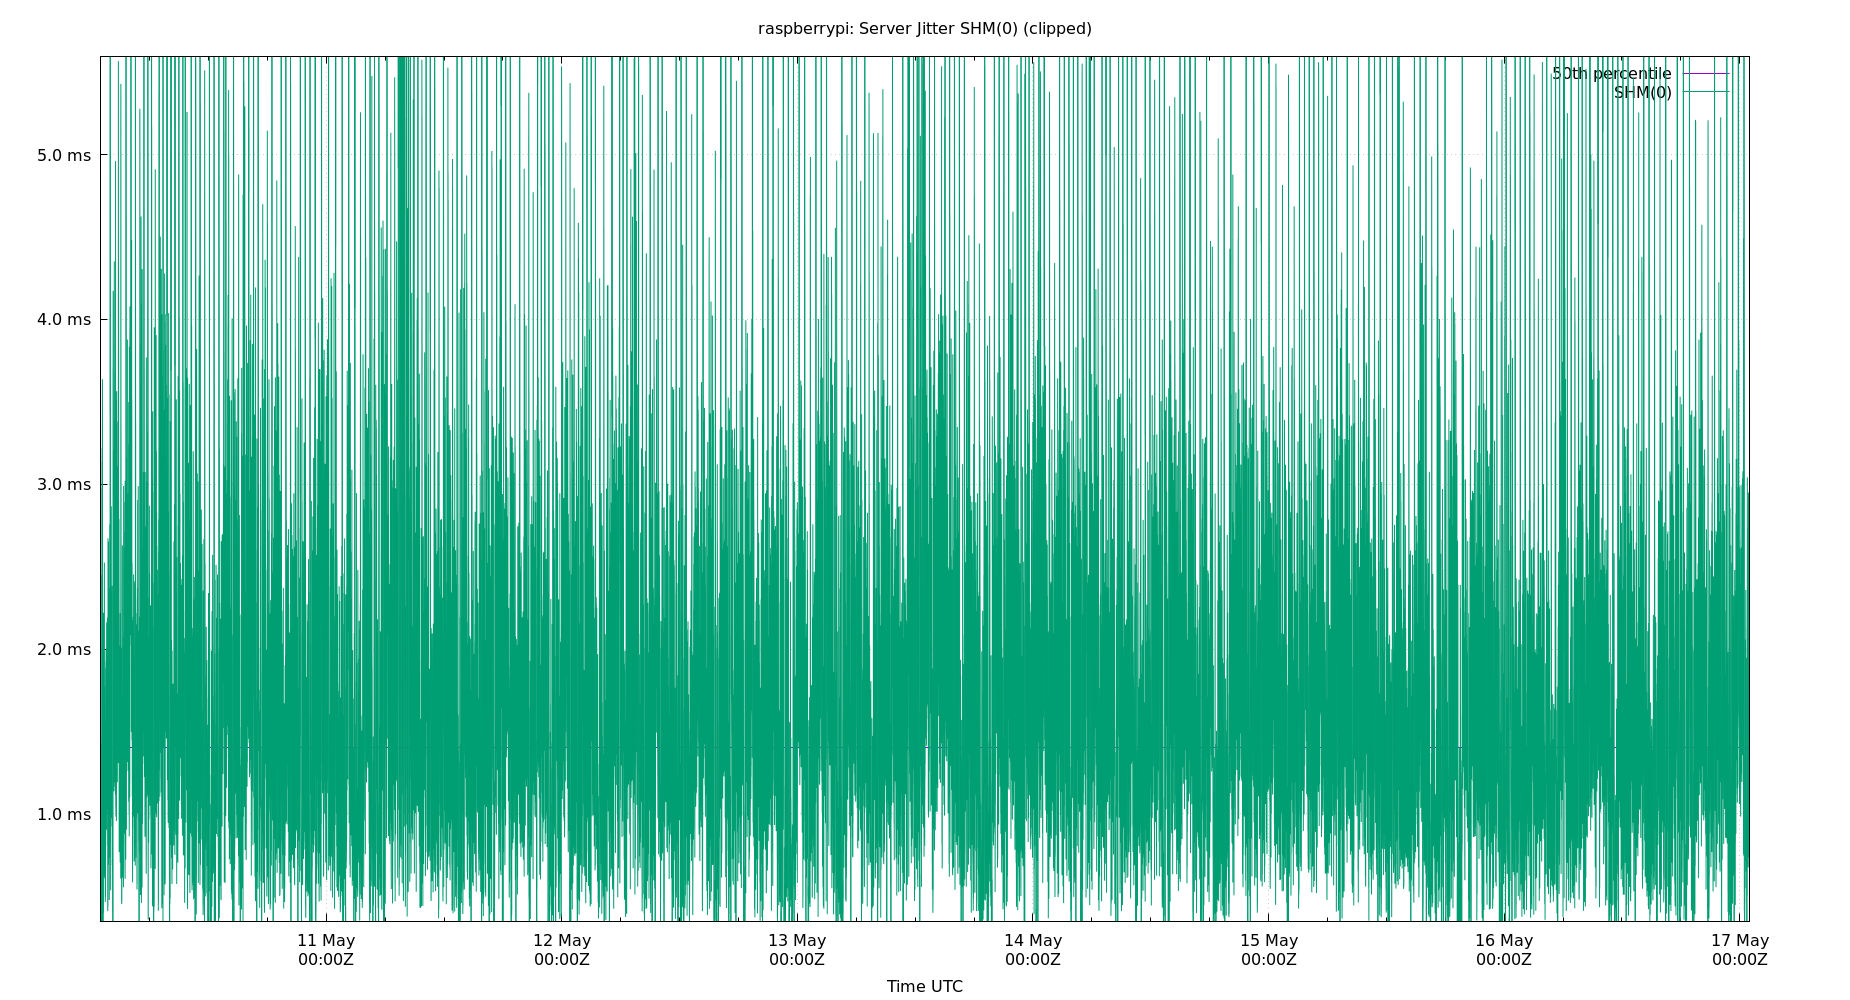 raspberrypi: Server Jitter SHM(0) (clipped)
50th percentile
SHM(0)
5.0 ms
4.0 ms
3.0 ms
2.0 ms
1.0 ms
11 May 12 May 13 May 14 May 15 May 16 May 17 May
00:00Z 00:00Z 00:00Z 00:00Z 00:00Z 00:00Z 00:00Z
Time UTC